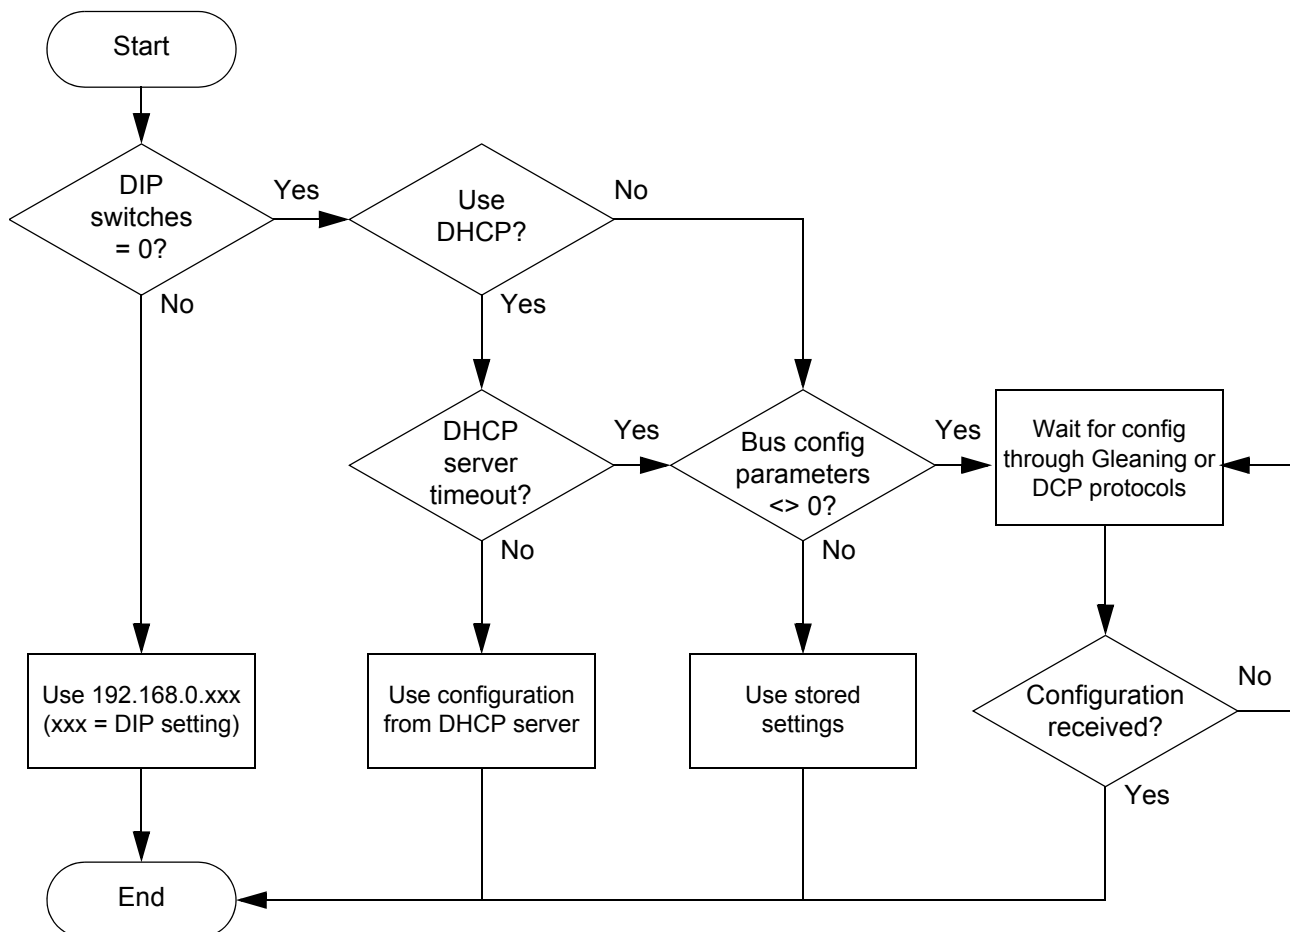 Start
DIP
switches
= 0?
Yes
Use
DHCP?
No
No
Yes
DHCP
server
timeout?
Yes
Bus config
parameters
<> 0?
Yes
Wait for config
through Gleaning or
DCP protocols
No
No
Use 192.168.0.xxx
(xxx = DIP setting)
Use configuration
from DHCP server
Use stored
settings
Configuration
received?
No
Yes
End